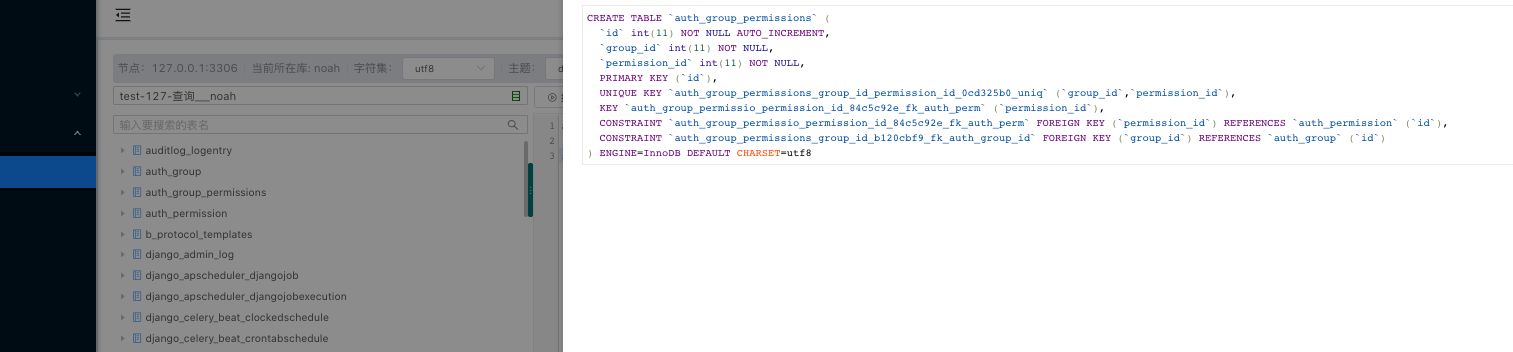 节点: 127.0.0.1:3306 当前所在库: noah 字符集: utf8 主题:
test-127-查询__noah
输入要搜索的表名
auditlog_logentry
auth_group
auth_group_permissions
auth_permission
b_protocol_templates
django_admin_log
django_apscheduler_djangojob
django_apscheduler_djangojobexecution
django_celery_beat_clockedschedule
django_celery_beat_crontabschedule
1
2
3
CREATE TABLE `auth_group_permissions` (
`id` int(11) NOT NULL AUTO_INCREMENT,
`group_id` int(11) NOT NULL,
`permission_id` int(11) NOT NULL,
PRIMARY KEY (`id`),
UNIQUE KEY `auth_group_permissions_group_id_permission_id_0cd325b0_uniq` (`group_id`,`permission_id`),
KEY `auth_group_permissio_permission_id_84c5c92e_fk_auth_perm` (`permission_id`),
CONSTRAINT `auth_group_permissio_permission_id_84c5c92e_fk_auth_perm` FOREIGN KEY (`permission_id`) REFERENCES `auth_permission` (`id`),
CONSTRAINT `auth_group_permissions_group_id_b120cbf9_fk_auth_group_id` FOREIGN KEY (`group_id`) REFERENCES `auth_group` (`id`)
) ENGINE=InnoDB DEFAULT CHARSET=utf8